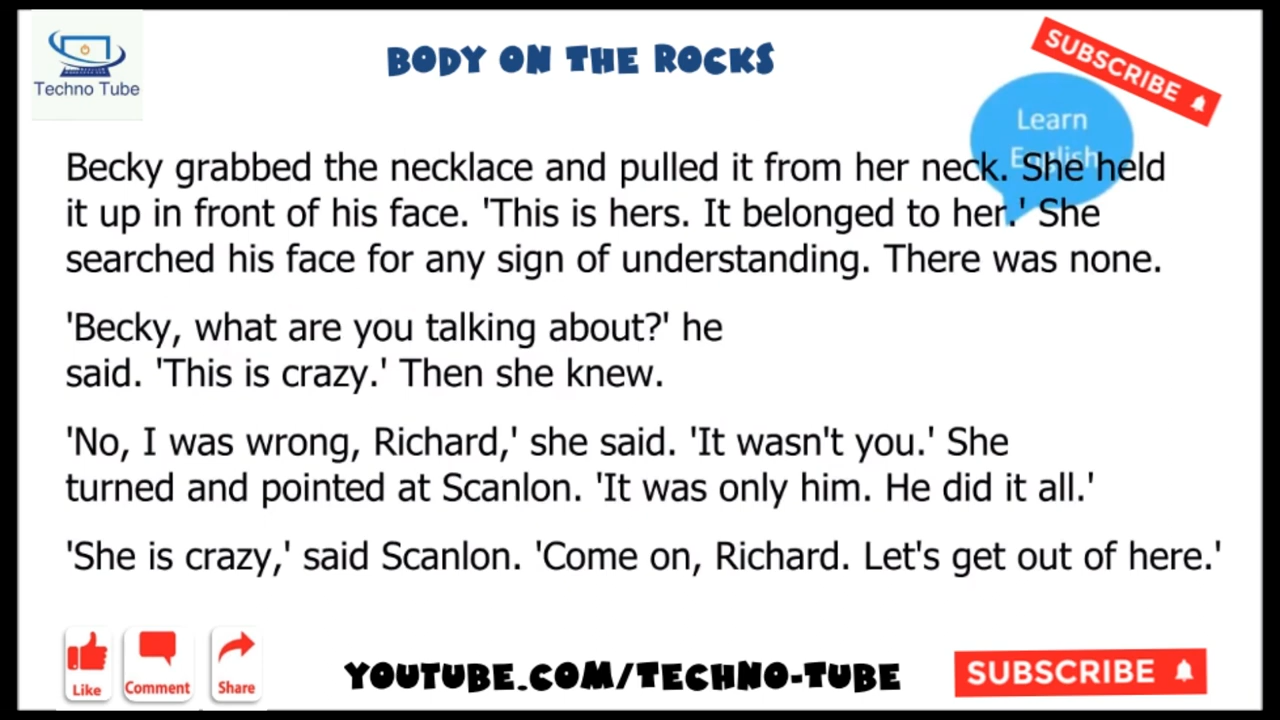 Techno Tube
BODY ON THE ROCKS
SUBSCRIBE
Learn
English
Becky grabbed the necklace and pulled it from her neck. She held
it up in front of his face. 'This is hers. It belonged to her.' She
searched his face for any sign of understanding. There was none.
'Becky, what are you talking about?' he
said. 'This is crazy.' Then she knew.
'No, I was wrong, Richard,' she said. 'It wasn't you.' She
turned and pointed at Scanlon. 'It was only him. He did it all.'
'She is crazy,' said Scanlon. 'Come on, Richard. Let's get out of here.'
Like
Comment
Share
YOUTUBE.COM/TECHNO-TUBE
SUBSCRIBE